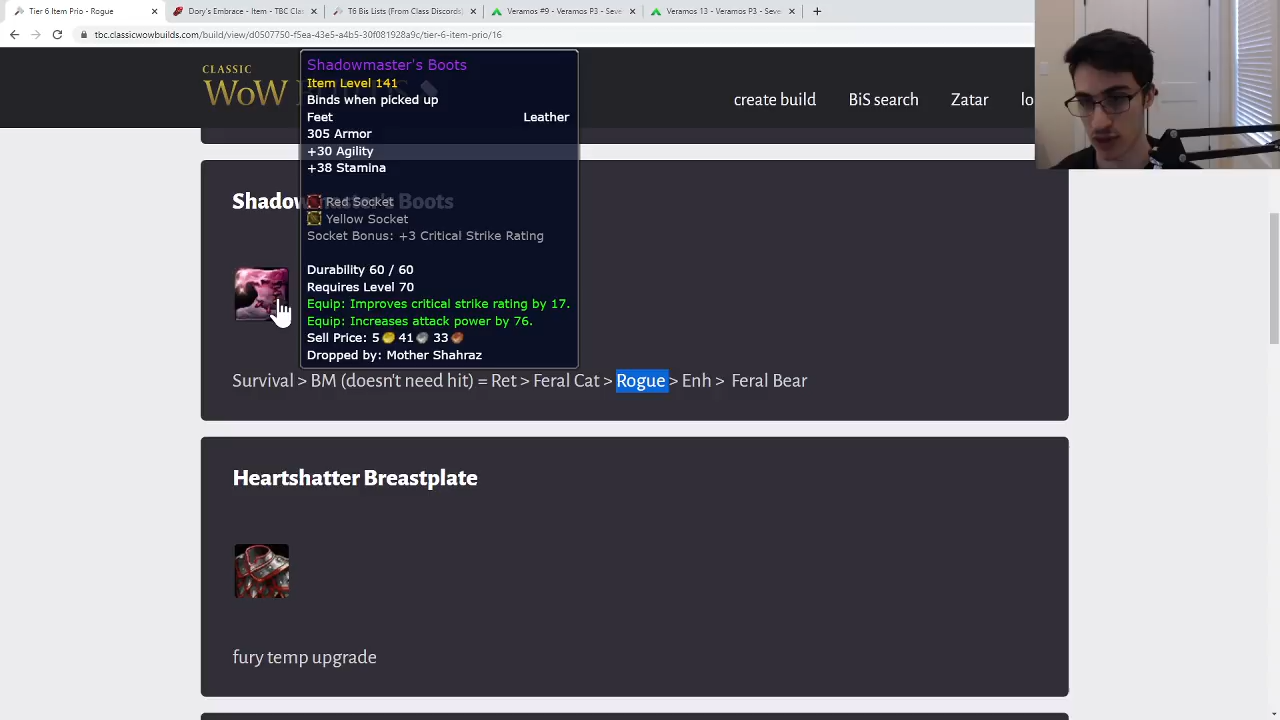 Tier 6 Item Prio - Rogue
Dory's Embrace - Item - TBC Clas
T6 Bis Lists (From Class Discords)
Veramos #9 - Veramos P3 - Seve
Veramos 13 - Veramos P3 - Seve
tbc.classicwowbuilds.com/build/view/d0507750-f5ea-43e5-a4b5-30f081928a9c/tier-6-item-prio/16
CLASSIC
WoW B
create build
BiS search
Zatar
lo
Shadowmaster's Boots
Shadowmaster's Boots
Item Level 141
Binds when picked up
Feet Leather
305 Armor
+30 Agility
+38 Stamina
Red Socket
Yellow Socket
Socket Bonus: +3 Critical Strike Rating
Durability 60 / 60
Requires Level 70
Equip: Improves critical strike rating by 17.
Equip: Increases attack power by 76.
Sell Price: 5 41 33
Dropped by: Mother Shahraz
Survival > BM (doesn't need hit) = Ret > Feral Cat > Rogue > Enh > Feral Bear
Heartshatter Breastplate
fury temp upgrade